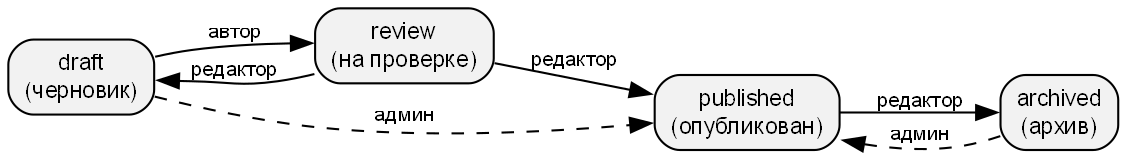 draft
(черновик)
автор
редактор
review
(на проверке)
редактор
админ
published
(опубликован)
редактор
админ
archived
(архив)